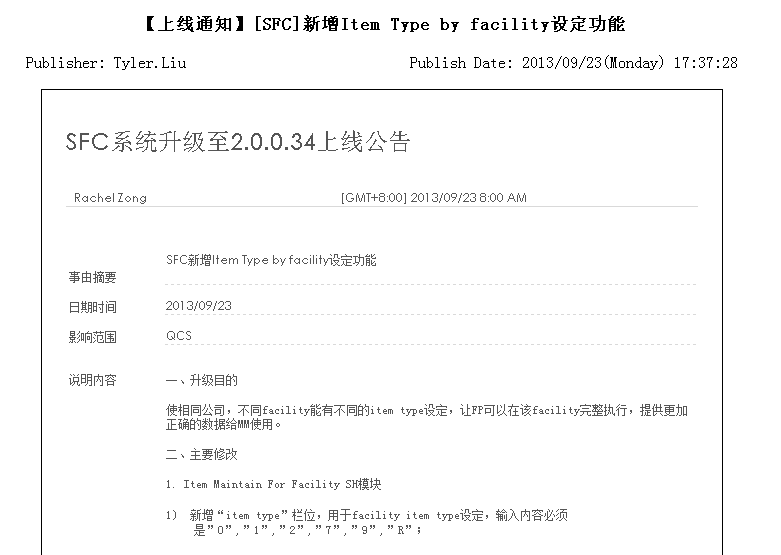 【上线通知】[SFC]新增Item Type by facility设定功能
Publisher: Tyler.Liu Publish Date: 2013/09/23(Monday) 17:37:28
SFC系统升级至2.0.0.34上线公告
Rachel Zong [GMT+8:00] 2013/09/23 8:00 AM
事由摘要 SFC新增Item Type by facility设定功能
日期时间 2013/09/23
影响范围 QCS
说明内容 一、升级目的
使相同公司，不同facility能有不同的item type设定，让FP可以在该facility完整执行，提供更加
正确的数据给MM使用。
二、主要修改
1. Item Maintain For Facility SH模块
1） 新增“item type”栏位，用于facility item type设定，输入内容必须
是”0”,”1”,”2”,”7”,”9”,”R”；